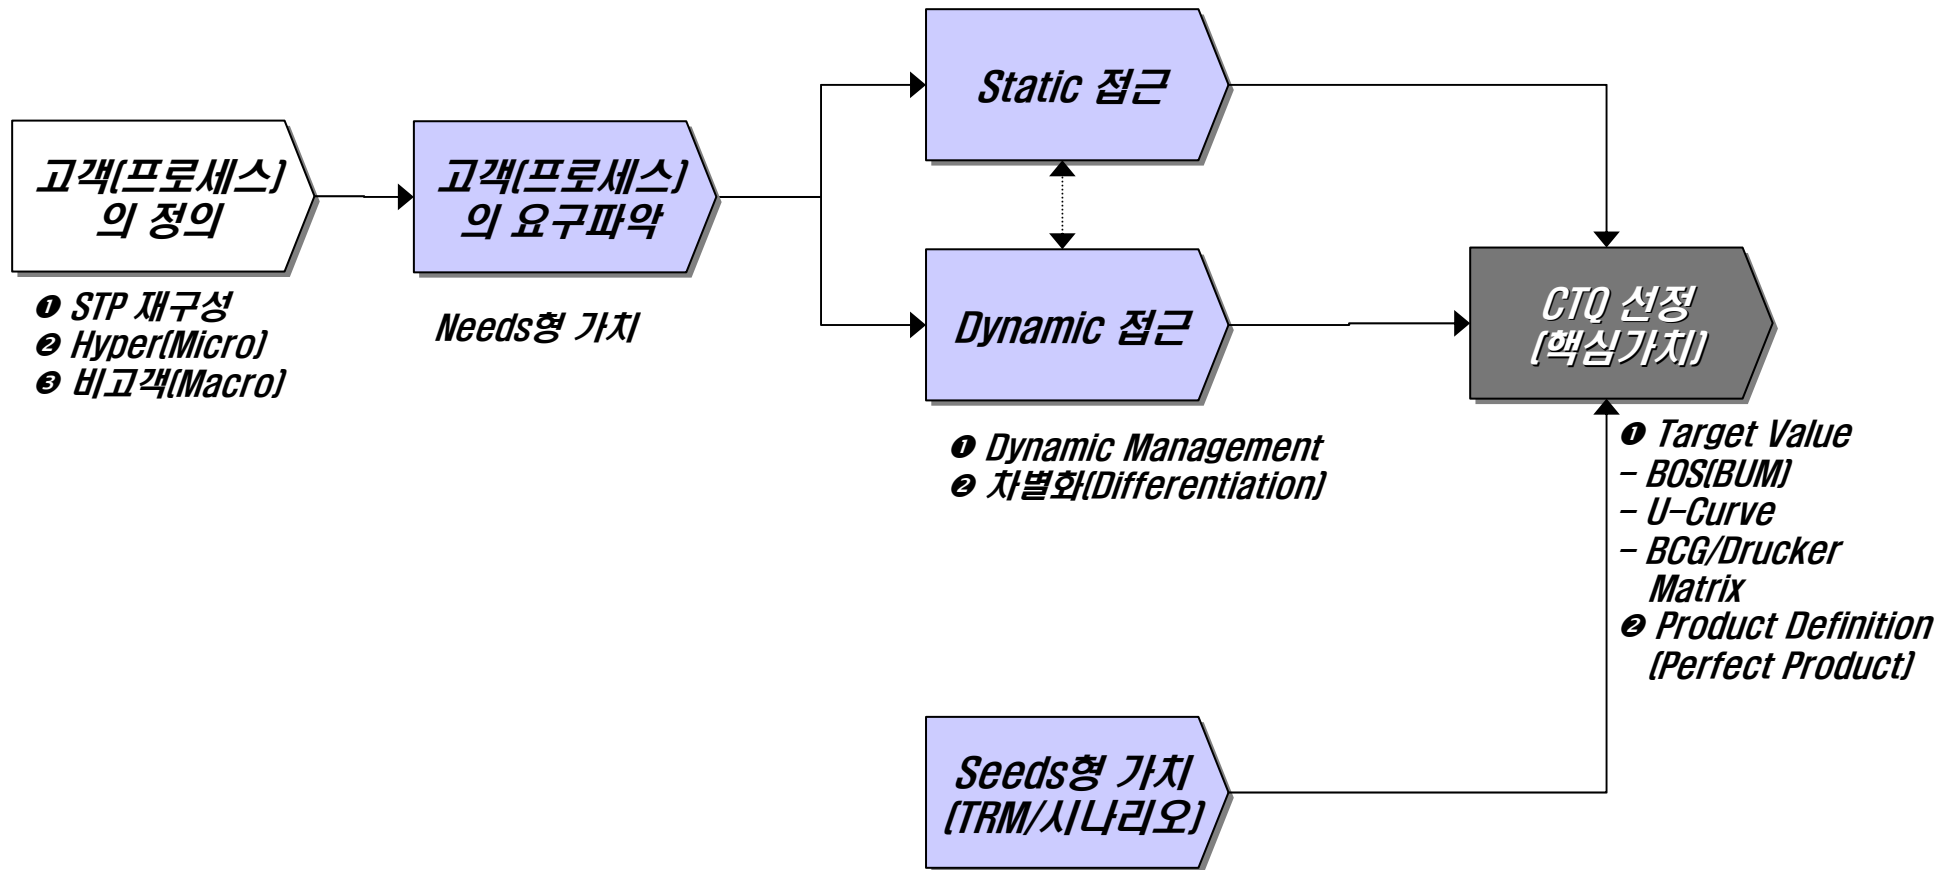 고객(프로세스)
의 정의
❶ STP 재구성
❷ Hyper(Micro)
❸ 비고객(Macro)
고객(프로세스)
의 요구파악
Needs형 가치
Static 접근
Dynamic 접근
❶ Dynamic Management
❷ 차별화(Differentiation)
CTQ 선정
(핵심가치)
❶ Target Value
- BOS(BUM)
- U-Curve
- BCG/Drucker
Matrix
❷ Product Definition
(Perfect Product)
Seeds형 가치
(TRM/시나리오)